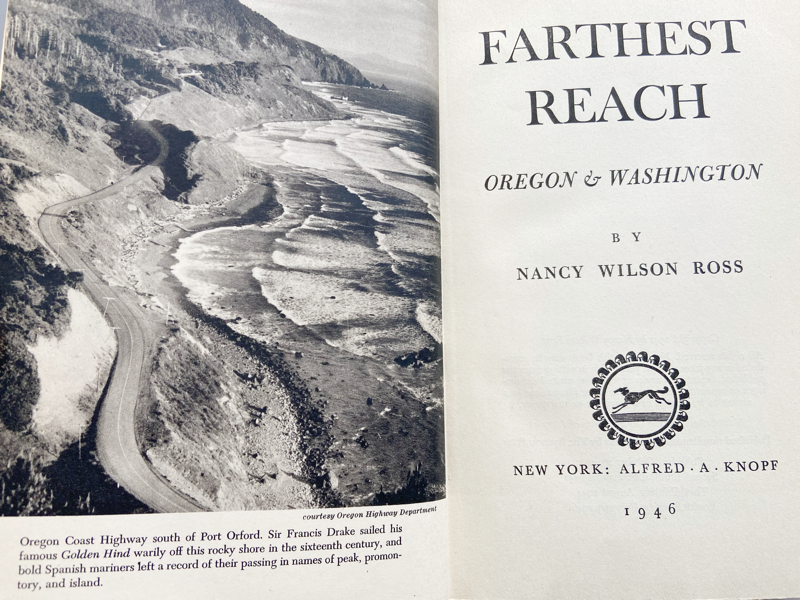 courtesy Oregon Highway Department
Oregon Coast Highway south of Port Orford. Sir Francis Drake sailed his
famous Golden Hind warily off this rocky shore in the sixteenth century, and
bold Spanish mariners left a record of their passing in names of peak, promon-
tory, and island.
FARTHEST
REACH
OREGON & WASHINGTON
BY
NANCY WILSON ROSS
NEW YORK: ALFRED · A · KNOPF
1946